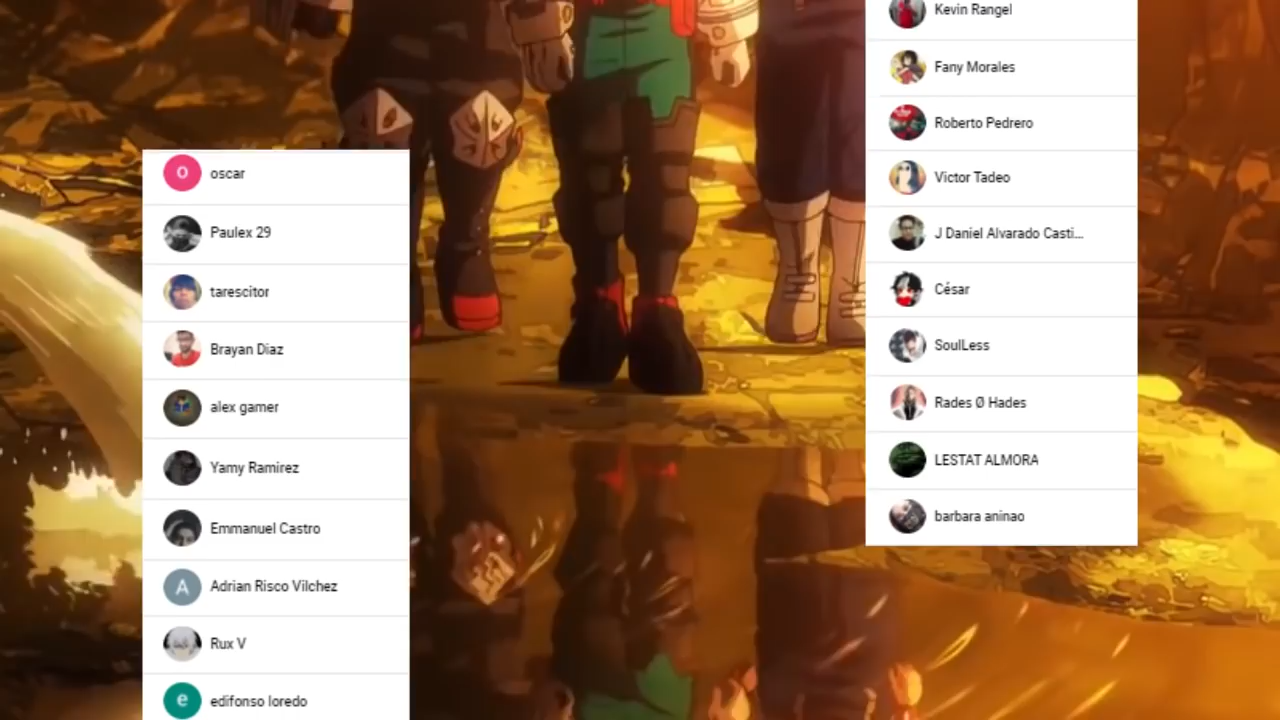 O oscar
Paulex 29
tarescitor
Brayan Diaz
alex gamer
Yamy Ramirez
Emmanuel Castro
A Adrian Risco Vilchez
Rux V
e edifonso loredo
Kevin Rangel
Fany Morales
Roberto Pedrero
Victor Tadeo
J Daniel Alvarado Casti...
César
SoulLess
Rades Ø Hades
LESTAT ALMORA
barbara aninao